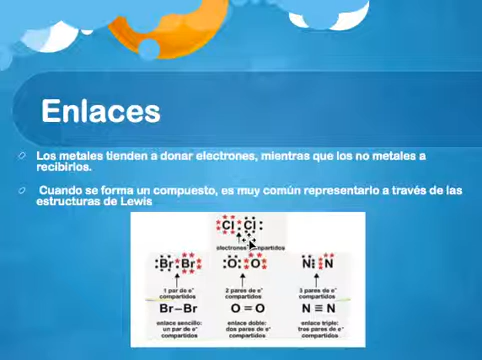 Enlaces
Los metales tienden a donar electrones, mientras que los no metales a
recibirlos.
Cuando se forma un compuesto, es muy común representarlo a través de las
estructuras de Lewis
Cl Cl
electrones compartidos
Br Br O O N N
1 par de e⁻ 2 pares de e⁻ 3 pares de e⁻
compartidos compartidos compartidos
Br–Br O=O N≡N
enlace sencillo: enlace doble: enlace triple:
un par de e⁻ dos pares de e⁻ tres pares de e⁻
compartidos compartidos compartidos